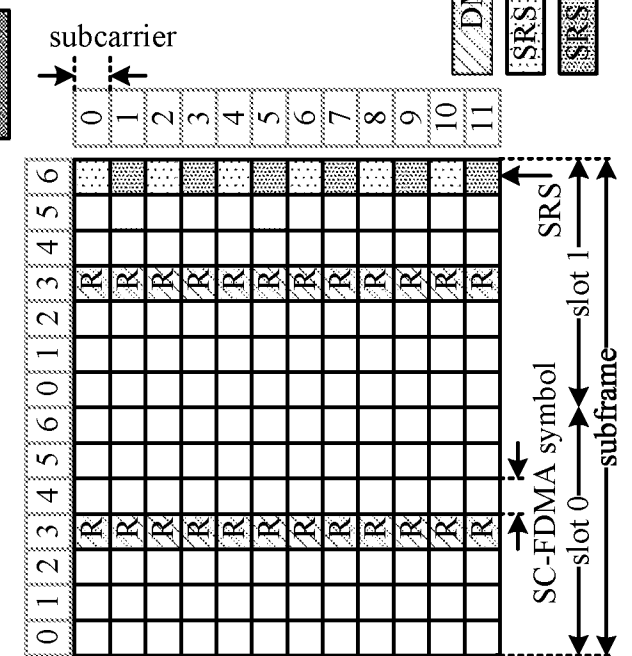 subcarrier
SRS
SRS
0 1 2 3 4 5 6 7 8 9 10 11
6
5
4
3 R R R R R R R R R R R R
2
1
0
6
5
4
3 R R R R R R R R R R R R
2
1
0
SRS
slot 1
SC-FDMA symbol
slot 0
subframe